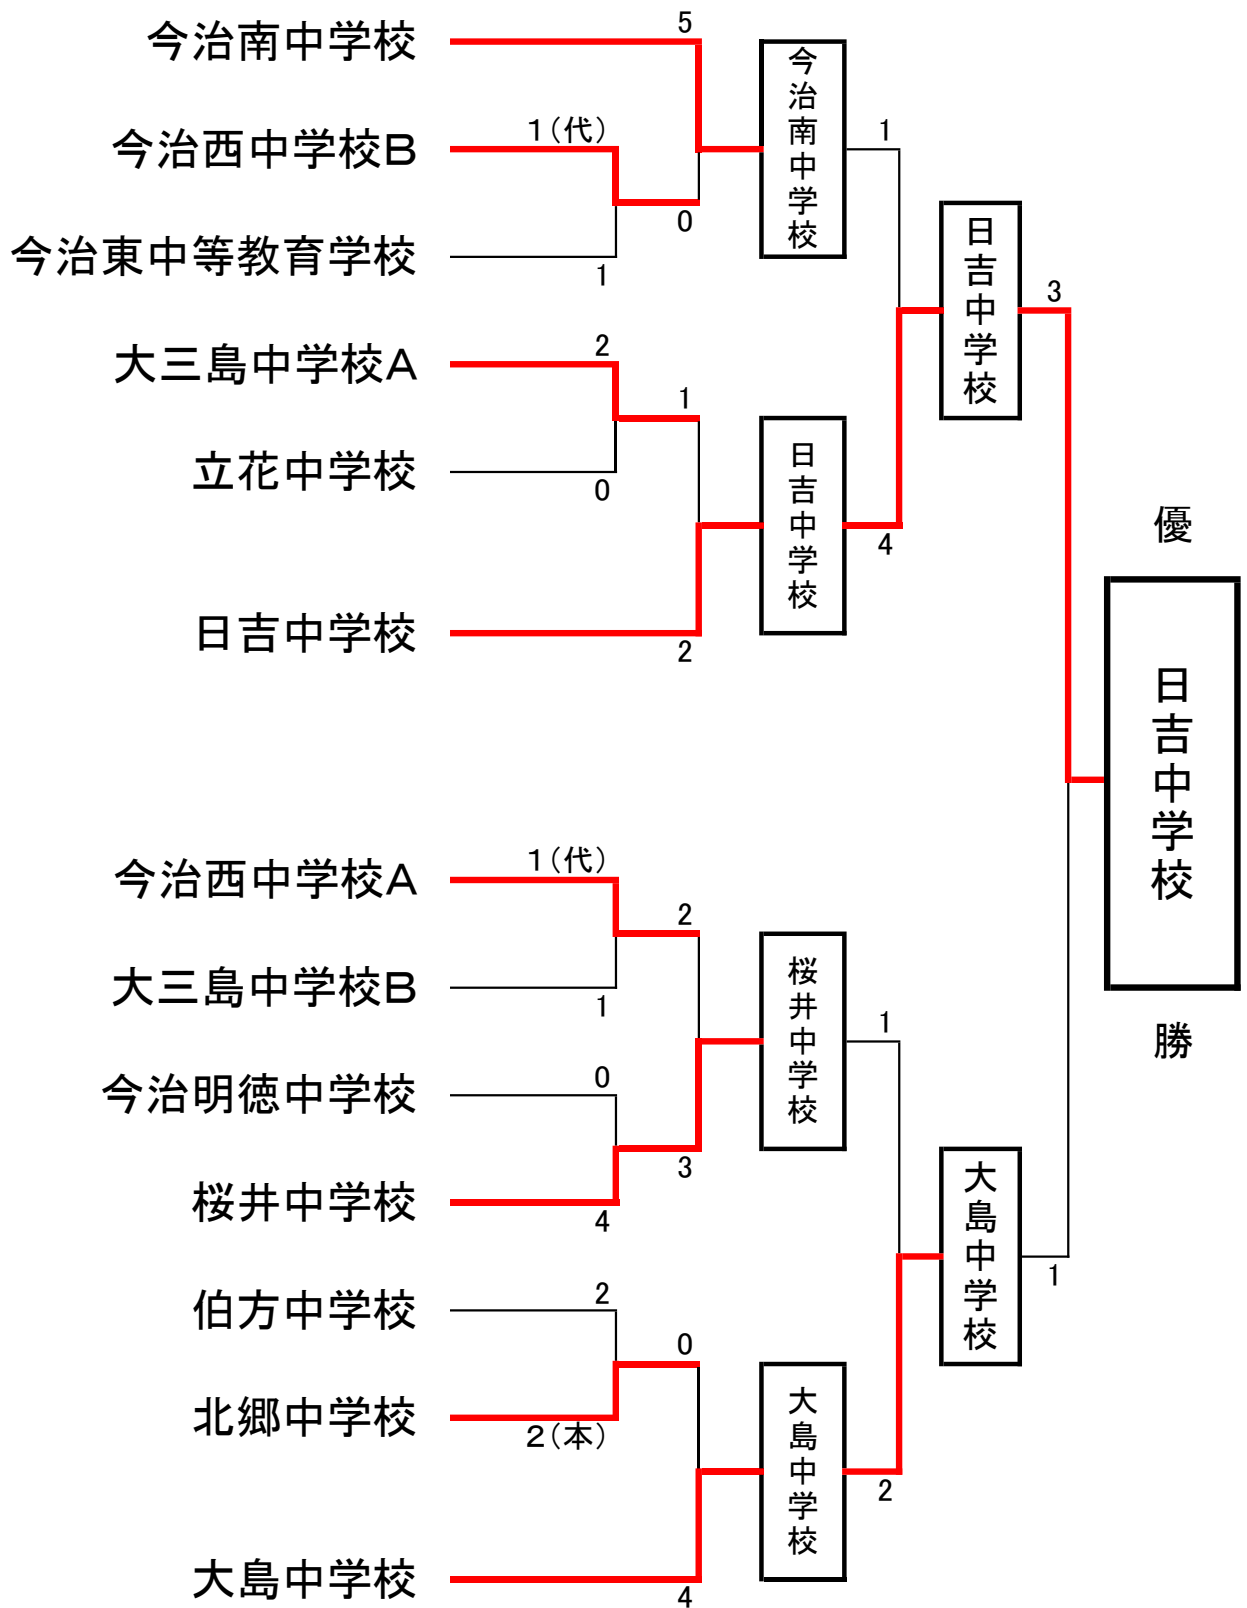 今治南中学校
5
今治西中学校B
1(代)
0
今治東中等教育学校
1
今治南中学校
1
大三島中学校A
2
1
立花中学校
0
日吉中学校
2
日吉中学校
4
日吉中学校
3
今治西中学校A
1(代)
2
大三島中学校B
1
今治明徳中学校
0
桜井中学校
4
3
桜井中学校
1
伯方中学校
2
0
北郷中学校
2(本)
大島中学校
4
大島中学校
2
大島中学校
1
優
日吉中学校
勝